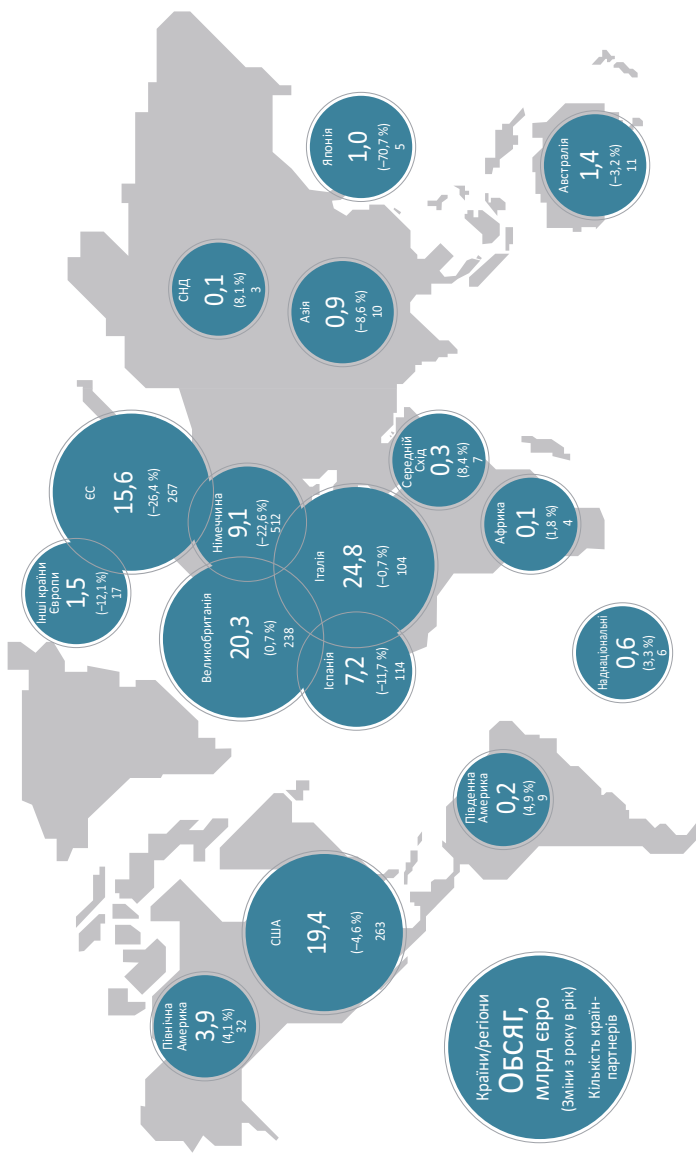 Північна
Америка
3,9
(4,1 %)
32
США
19,4
(–4,6 %)
263
Країни/регіони
ОБСЯГ,
млрд євро
(Зміни з року в рік)
Кількість країн-
партнерів
Південна
Америка
0,2
(4,9 %)
9
Наднаціональні
0,6
(3,3 %)
6
Інші країни
Європи
1,5
(–12,1%)
17
ЄС
15,6
(–26,4 %)
267
Великобританія
20,3
(0,7 %)
238
Німеччина
9,1
(–22,6 %)
512
Іспанія
7,2
(–11,7 %)
114
Італія
24,8
(–0,7 %)
104
Середній
Схід
0,3
(8,4 %)
7
Африка
0,1
(1,8 %)
4
СНД
0,1
(8,1 %)
3
Азія
0,9
(–8,6 %)
10
Японія
1,0
(–70,7 %)
5
Австралія
1,4
(–3,2 %)
11